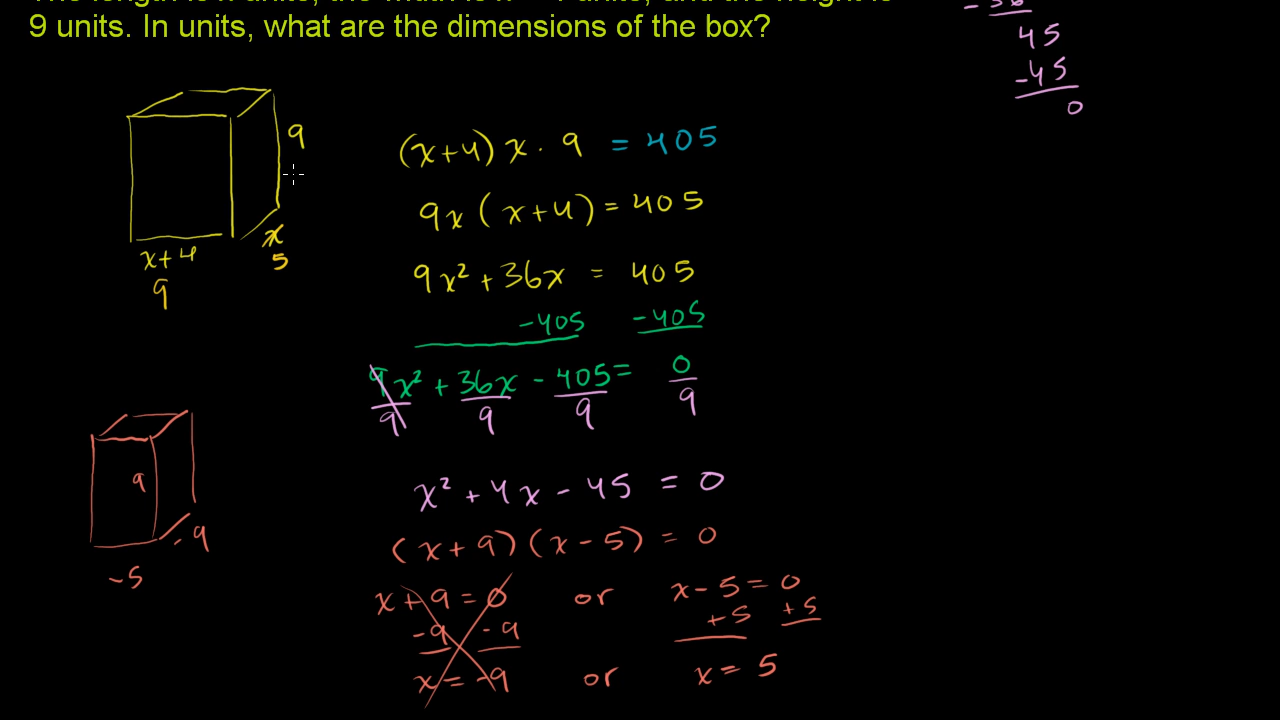 9 units. In units, what are the dimensions of the box?
- 36
45
-45
0
9
x+4
x
5
9
(x+4) x · 9 = 405
9x (x+4) = 405
9x² + 36x = 405
-405 -405
9x² + 36x - 405 = 0
9 9 9 9
x² + 4x - 45 = 0
(x+9)(x-5) = 0
x+9=0 or x-5=0
-9 -9 +5 +5
x=-9 or x=5
9
-9
-5